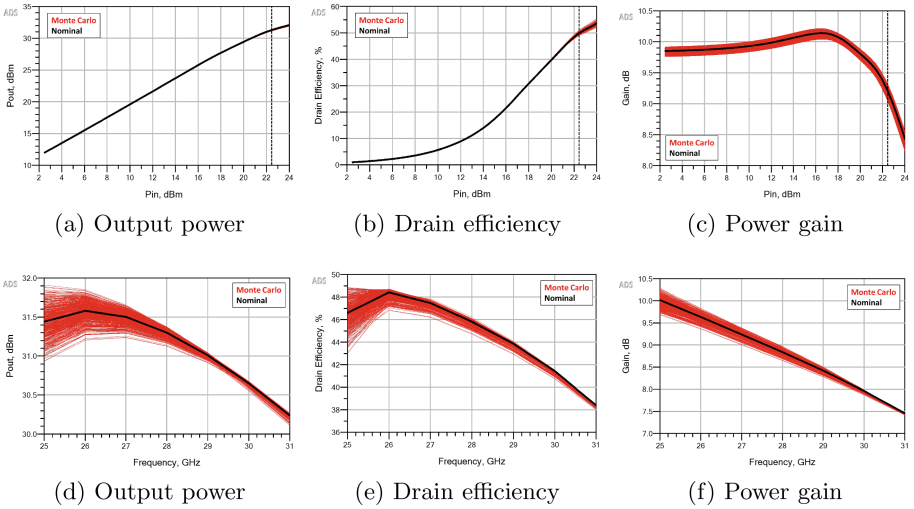 ADS
Pout, dBm
35
30
25
20
15
10
Monte Carlo
Nominal
2 4 6 8 10 12 14 16 18 20 22 24
Pin, dBm
(a) Output power
ADS
Drain Efficiency, %
60
50
40
30
20
10
0
Monte Carlo
Nominal
2 4 6 8 10 12 14 16 18 20 22 24
Pin, dBm
(b) Drain efficiency
ADS
Gain, dB
10.5
10.0
9.5
9.0
8.5
8.0
Monte Carlo
Nominal
2 4 6 8 10 12 14 16 18 20 22 24
Pin, dBm
(c) Power gain
ADS
Pout, dBm
32.0
31.5
31.0
30.5
30.0
Monte Carlo
Nominal
25 26 27 28 29 30 31
Frequency, GHz
(d) Output power
ADS
Drain Efficiency, %
50
48
46
44
42
40
38
36
Monte Carlo
Nominal
25 26 27 28 29 30 31
Frequency, GHz
(e) Drain efficiency
ADS
Gain, dB
10.5
10.0
9.5
9.0
8.5
8.0
7.5
7.0
Monte Carlo
Nominal
25 26 27 28 29 30 31
Frequency, GHz
(f) Power gain